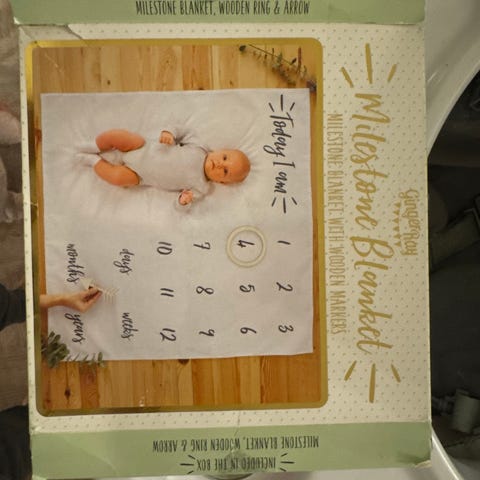 MILESTONE BLANKET, WOODEN RING & ARROW
gingerray
Milestone Blanket
MILESTONE BLANKET WITH WOODEN MARKERS
Today I am
1 2 3
4 5 6
7 8 9
10 11 12
days weeks
months years
INCLUDED IN THE BOX
MILESTONE BLANKET, WOODEN RING & ARROW